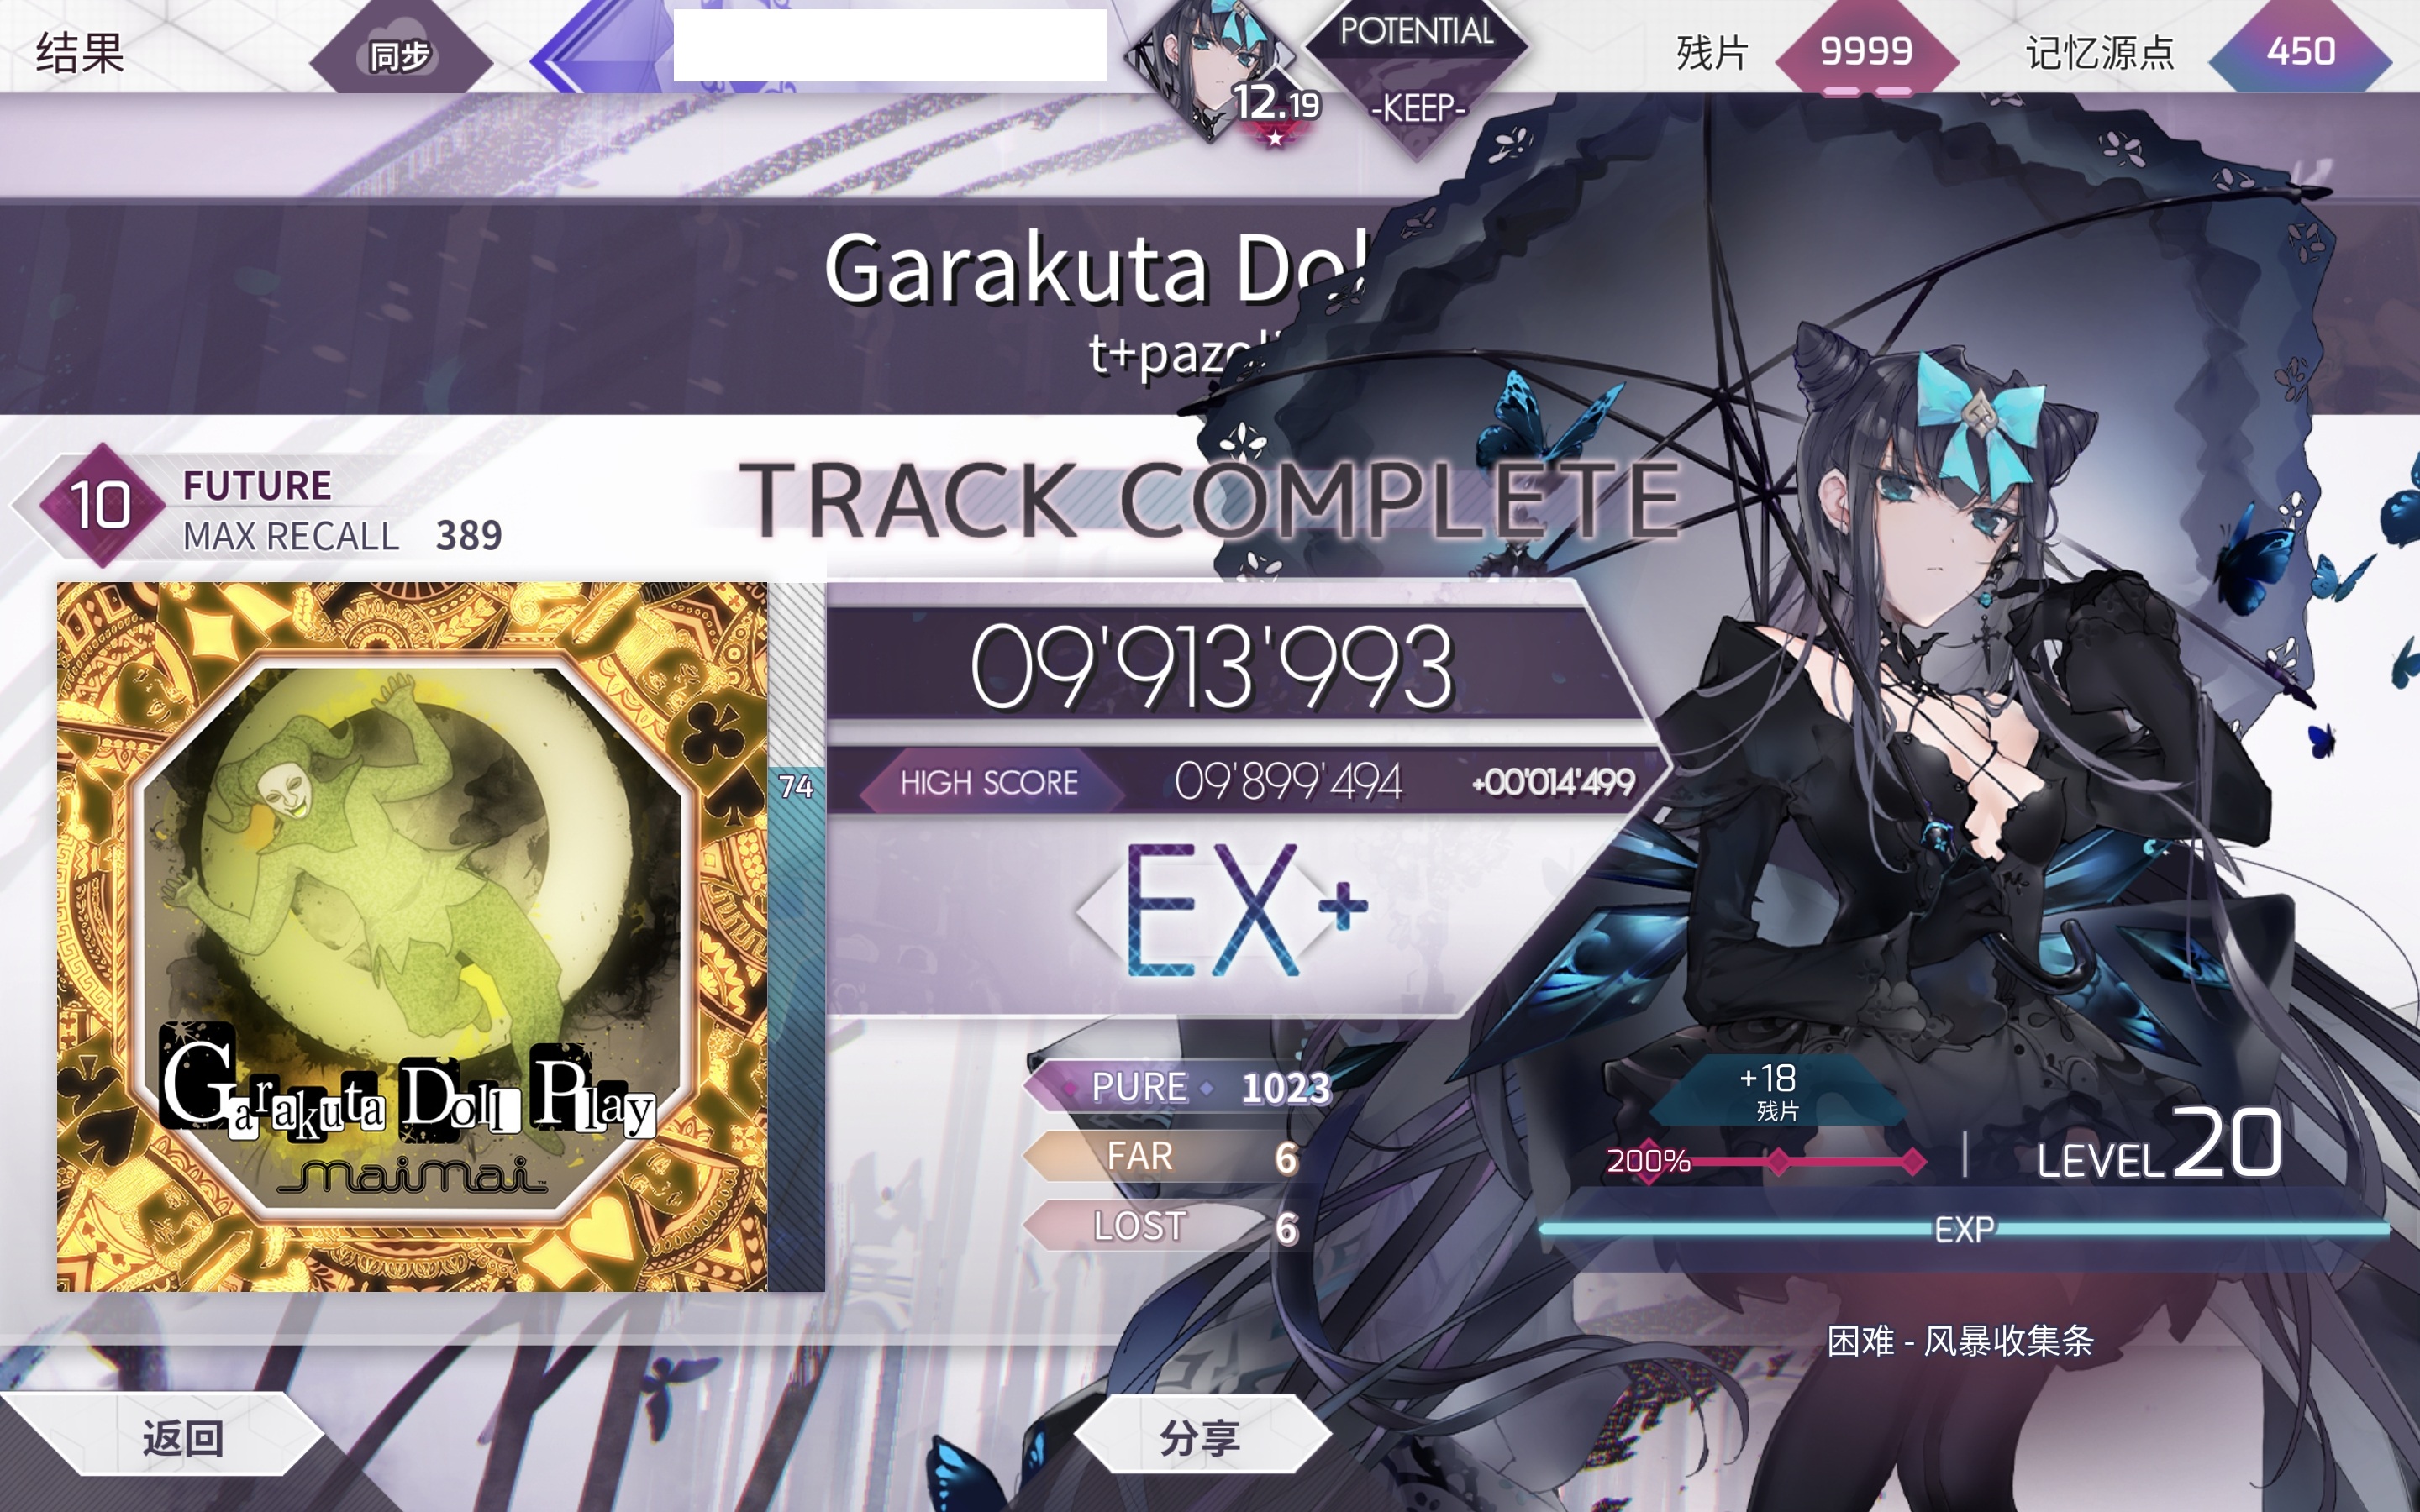 结果
同步
12.19
POTENTIAL
-KEEP-
残片
9999
记忆源点
450
Garakuta Dol
t+pazo
10
FUTURE
MAX RECALL 389
TRACK COMPLETE
09'913'993
74
HIGH SCORE 09'899'494 +00'014'499
EX+
Garakuta Doll Play
maimai
PURE 1023
FAR 6
LOST 6
+18
残片
200%
LEVEL 20
EXP
困难 - 风暴收集条
返回
分享